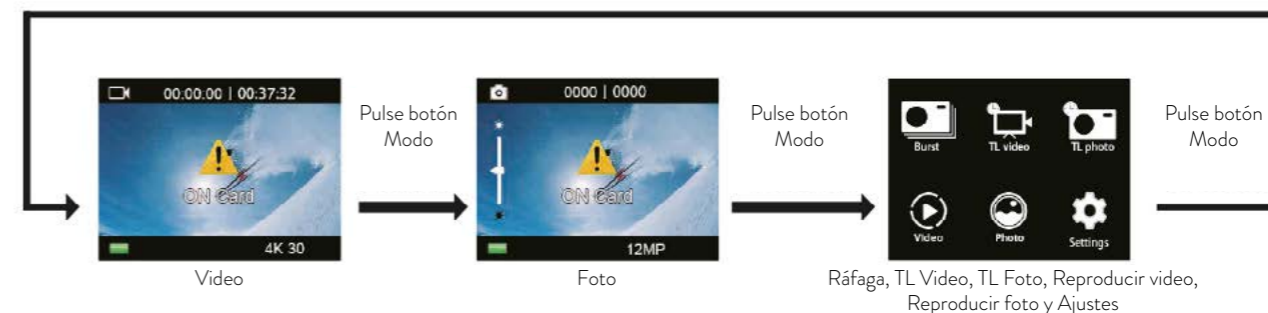 00:00:00 | 00:37:32
ON Card
4K 30
Video
Pulse botón
Modo
0000 | 0000
ON Card
12MP
Foto
Pulse botón
Modo
Burst
TL video
TL photo
Video
Photo
Settings
Ráfaga, TL Video, TL Foto, Reproducir video,
Reproducir foto y Ajustes
Pulse botón
Modo